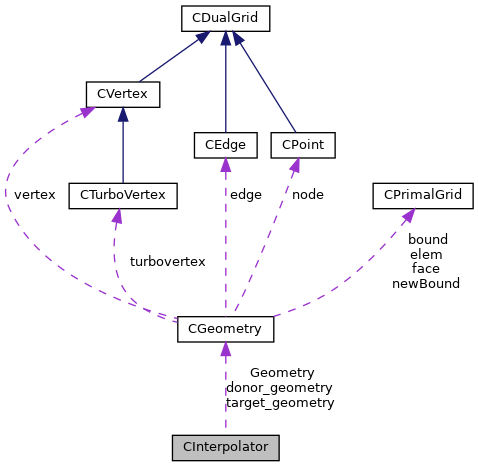 CDualGrid
CVertex
CEdge
CPoint
CTurboVertex
CPrimalGrid
vertex
edge
node
turbovertex
bound
elem
face
newBound
CGeometry
Geometry
donor_geometry
target_geometry
CInterpolator